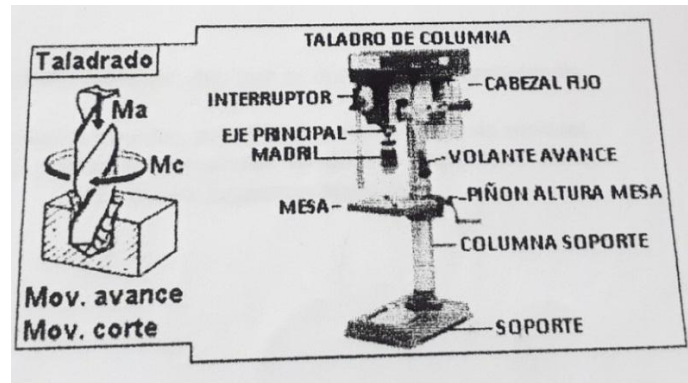 Taladrado
Ma
Mc
Mov. avance
Mov. corte
TALADRO DE COLUMNA
INTERRUPTOR
CABEZAL FIJO
EJE PRINCIPAL
MADRIL
VOLANTE AVANCE
MESA
PIÑON ALTURA MESA
COLUMNA SOPORTE
SOPORTE